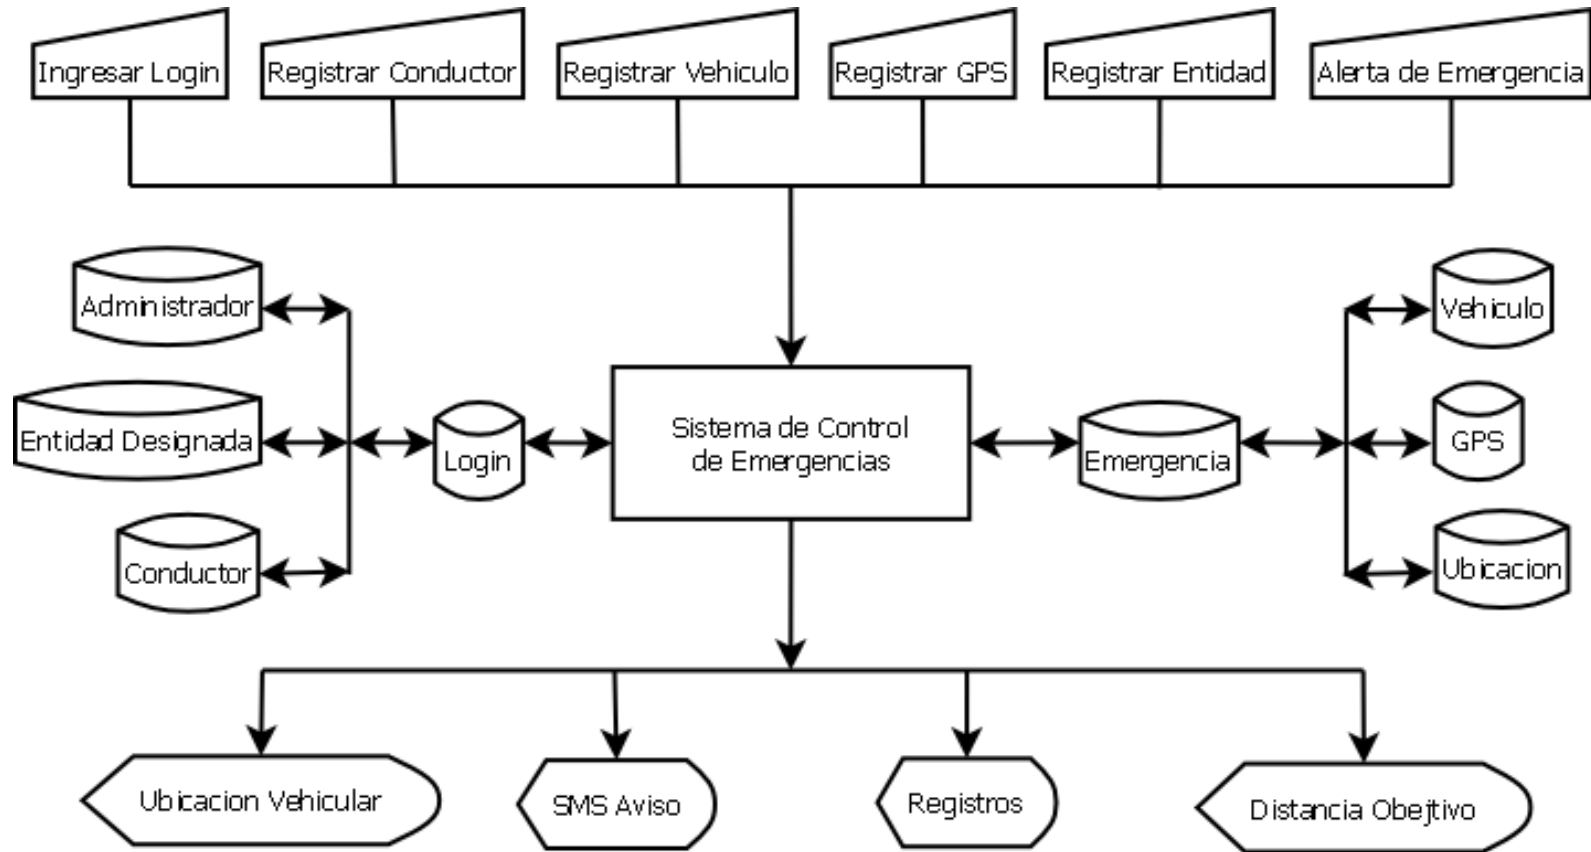 Ingresar Login
Registrar Conductor
Registrar Vehiculo
Registrar GPS
Registrar Entidad
Alerta de Emergencia
Administrador
Vehiculo
Entidad Designada
Login
Sistema de Control
de Emergencias
Emergencia
GPS
Conductor
Ubicacion
Ubicacion Vehicular
SMS Aviso
Registros
Distancia Obejtivo